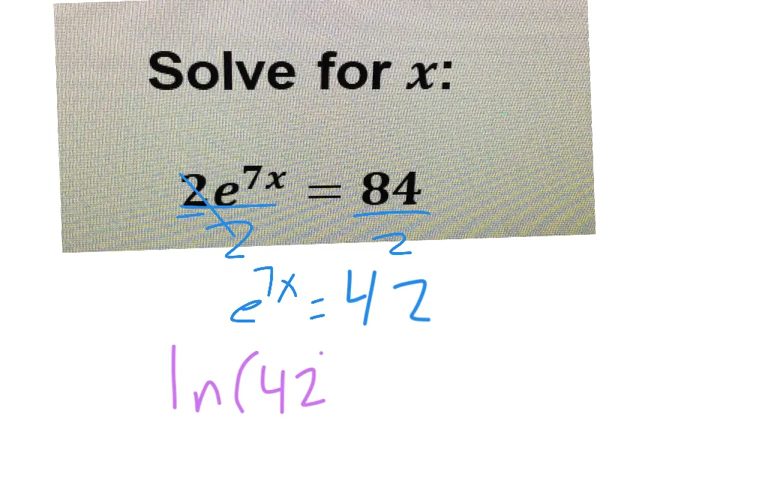 Solve for x:
2e^{7x} = 84
2 2
e^{7x} = 42
ln(42